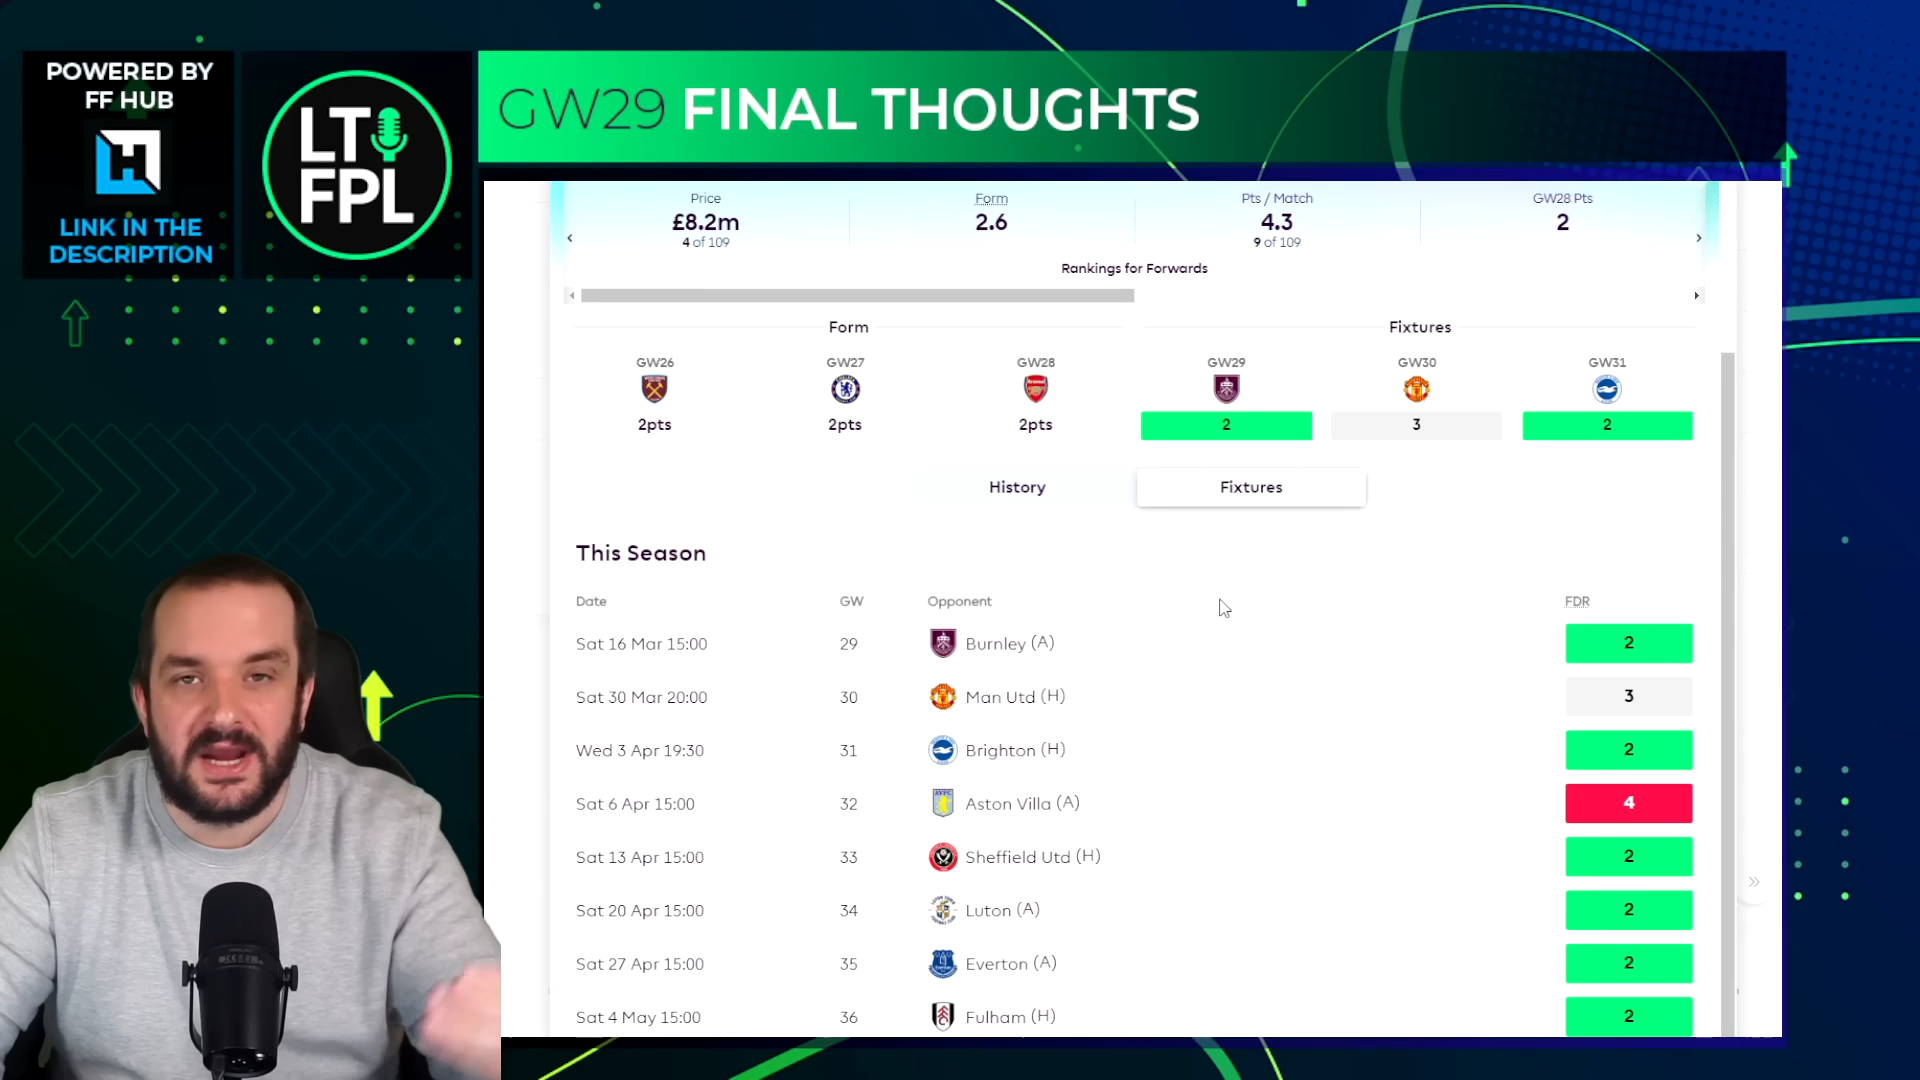 POWERED BY
FF HUB
LINK IN THE
DESCRIPTION
LT
FPL
GW29 FINAL THOUGHTS
Price Form Pts / Match GW28 Pts
£8.2m 2.6 4.3 2
4 of 109 9 of 109
Rankings for Forwards
Form Fixtures
GW26 GW27 GW28 GW29 GW30 GW31
2pts 2pts 2pts 2 3 2
History Fixtures
This Season
Date GW Opponent FDR
Sat 16 Mar 15:00 29 Burnley (A) 2
Sat 30 Mar 20:00 30 Man Utd (H) 3
Wed 3 Apr 19:30 31 Brighton (H) 2
Sat 6 Apr 15:00 32 Aston Villa (A) 4
Sat 13 Apr 15:00 33 Sheffield Utd (H) 2
Sat 20 Apr 15:00 34 Luton (A) 2
Sat 27 Apr 15:00 35 Everton (A) 2
Sat 4 May 15:00 36 Fulham (H) 2